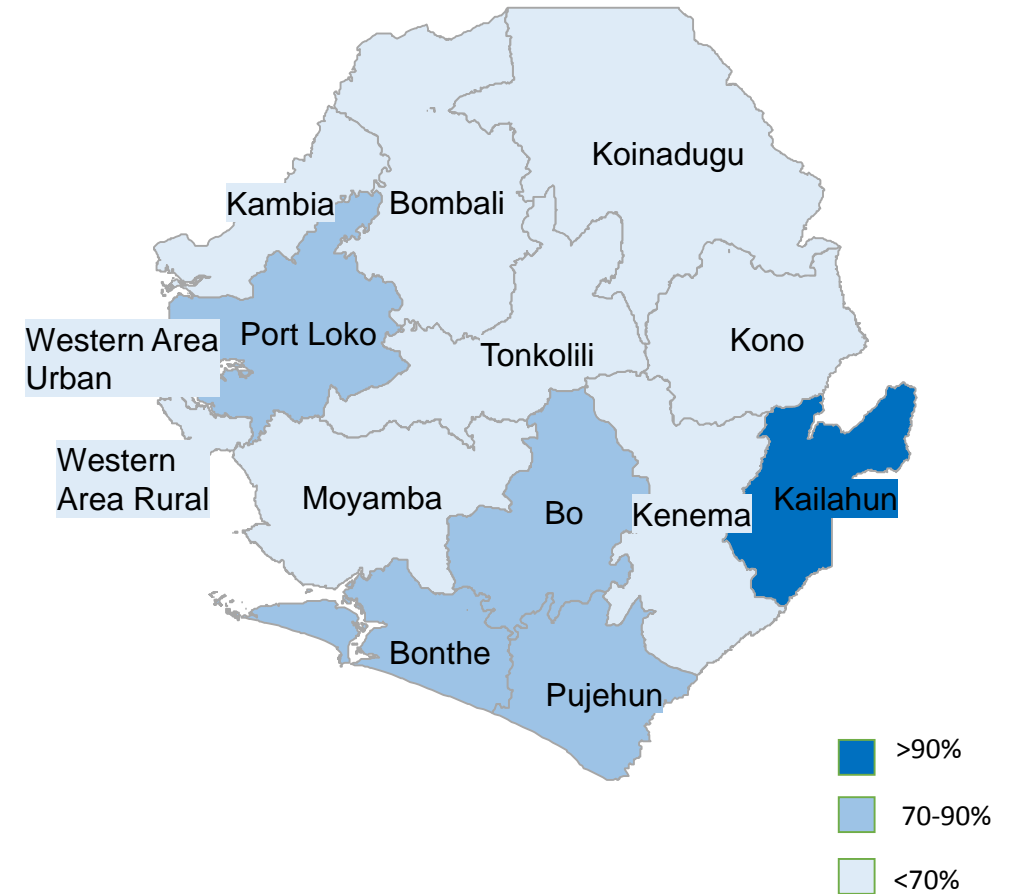 Koinadugu
Kambia
Bombali
Western Area
Urban
Port Loko
Tonkolili
Kono
Western
Area Rural
Moyamba
Bo
Kenema
Kailahun
Bonthe
Pujehun
>90%
70-90%
<70%